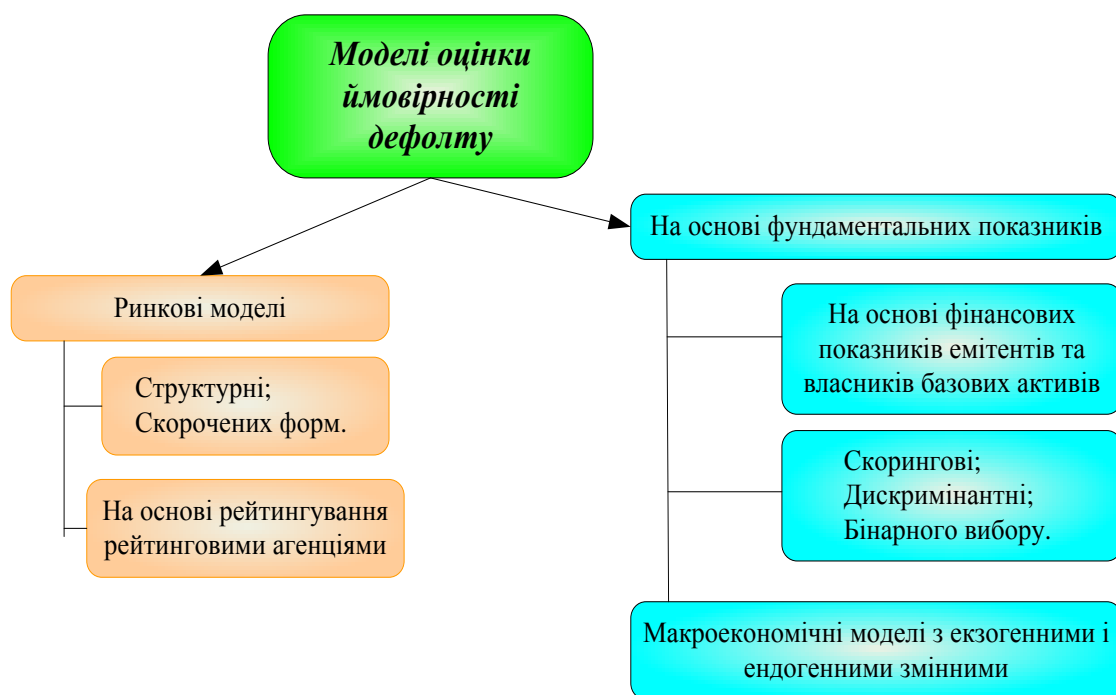 Моделі оцінки
ймовірності
дефолту
На основі фундаментальних показників
Ринкові моделі
На основі фінансових
показників емітентів та
власників базових активів
Структурні;
Скорочених форм.
Скорингові;
Дискримінантні;
Бінарного вибору.
На основі рейтингування
рейтинговими агенціями
Макроекономічні моделі з екзогенними і
ендогенними змінними